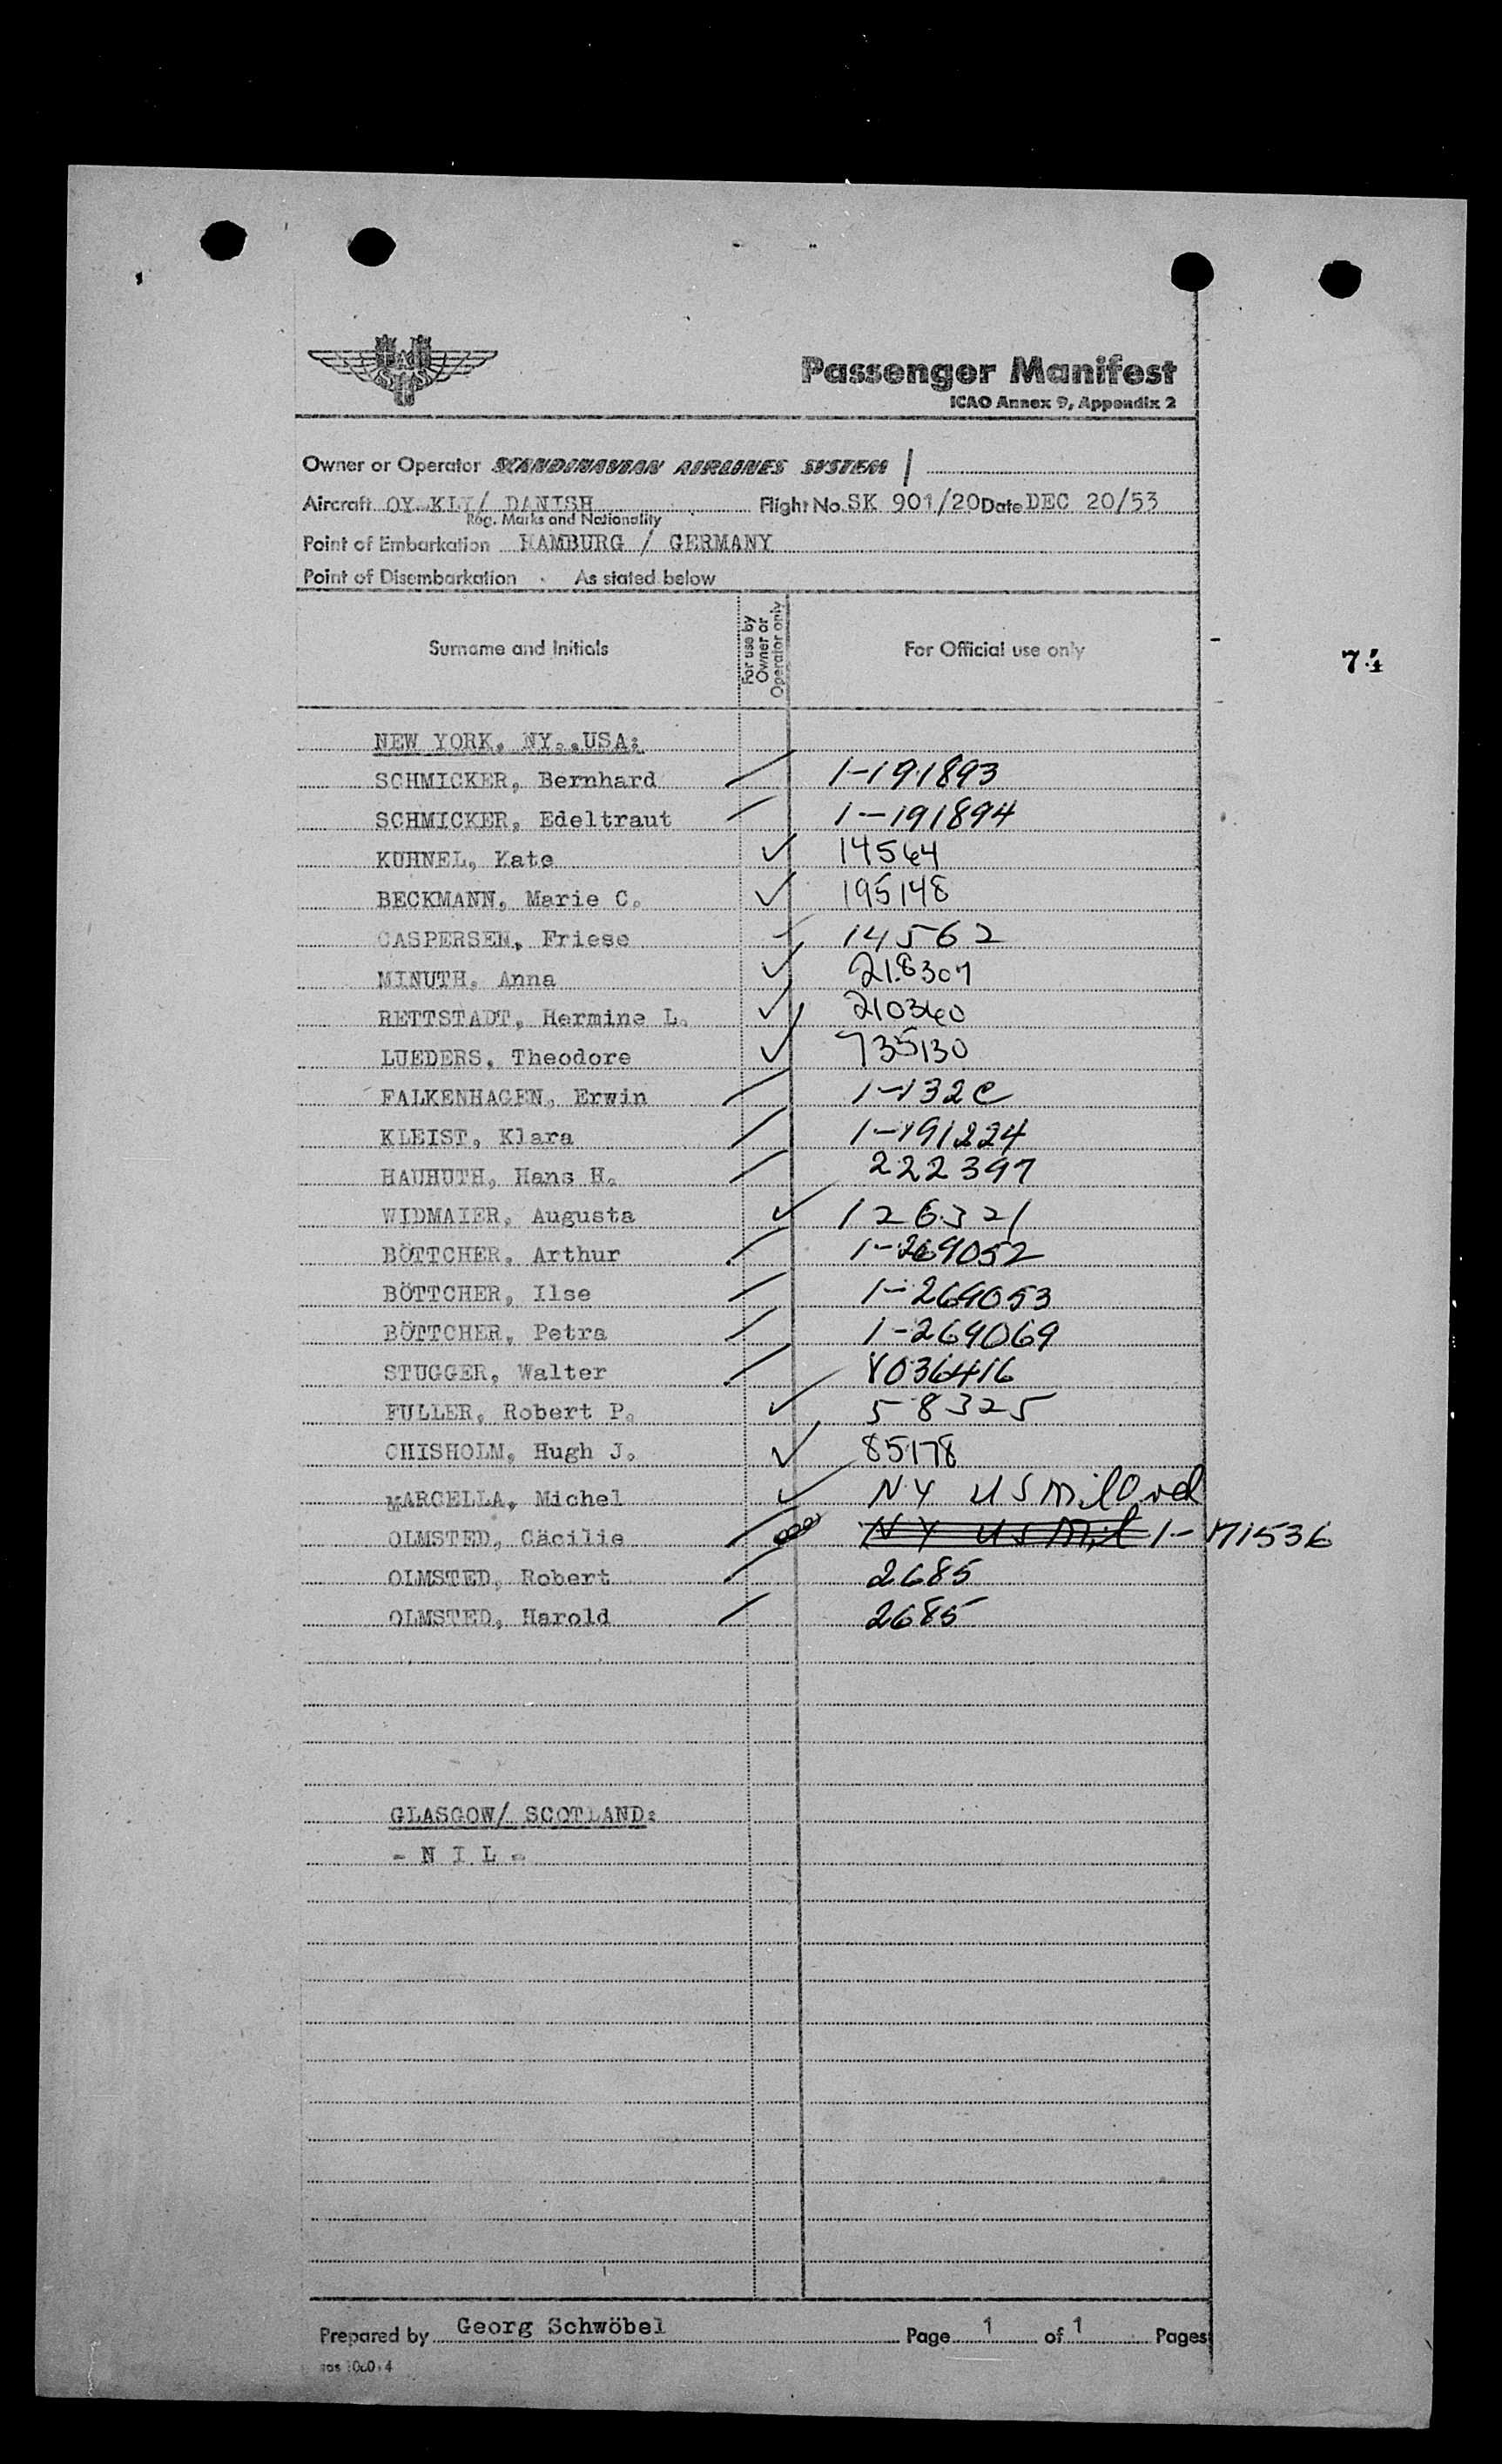 SAS
Passenger Manifest
ICAO Annex 9, Appendix 2
Owner or Operator SCANDINAVIAN AIRLINES SYSTEM
Aircraft OY-KLI/ DANISH Flight No. SK 901/20 Date DEC 20/53
Reg. Marks and Nationality
Point of Embarkation HAMBURG / GERMANY
Point of Disembarkation · As stated below
Surname and Initials For use by Owner or Operator only For Official use only
74
NEW YORK, NY.,USA:
SCHMICKER, Bernhard / 1-191893
SCHMICKER, Edeltraut / 1-191894
KUHNEL, Kate ✓ 14564
BECKMANN, Marie C. ✓ 195148
CASPERSEN, Friese ✓ 14562
MINUTH, Anna ✓ 218307
RETTSTADT, Hermine L. ✓ 210360
LUEDERS, Theodore ✓ 735130
FALKENHAGEN, Erwin / 1-132C
KLEIST, Klara / 1-191224
HAUHUTH, Hans H. / 222397
WIDMAIER, Augusta ✓ 126321
BÖTTCHER, Arthur / 1-269052
BÖTTCHER, Ilse / 1-269053
BÖTTCHER, Petra / 1-269069
STUGGER, Walter / V036416
FULLER, Robert P. ✓ 58325
CHISHOLM, Hugh J. ✓ 85178
MARCELLA, Michel ✓ NY US Mil Ord
OLMSTED, Cäcilie / NY US Mil 1-171536
OLMSTED, Robert / 2685
OLMSTED, Harold / 2685
GLASGOW/ SCOTLAND:
- N I L -
Prepared by Georg Schwöbel Page 1 of 1 Pages